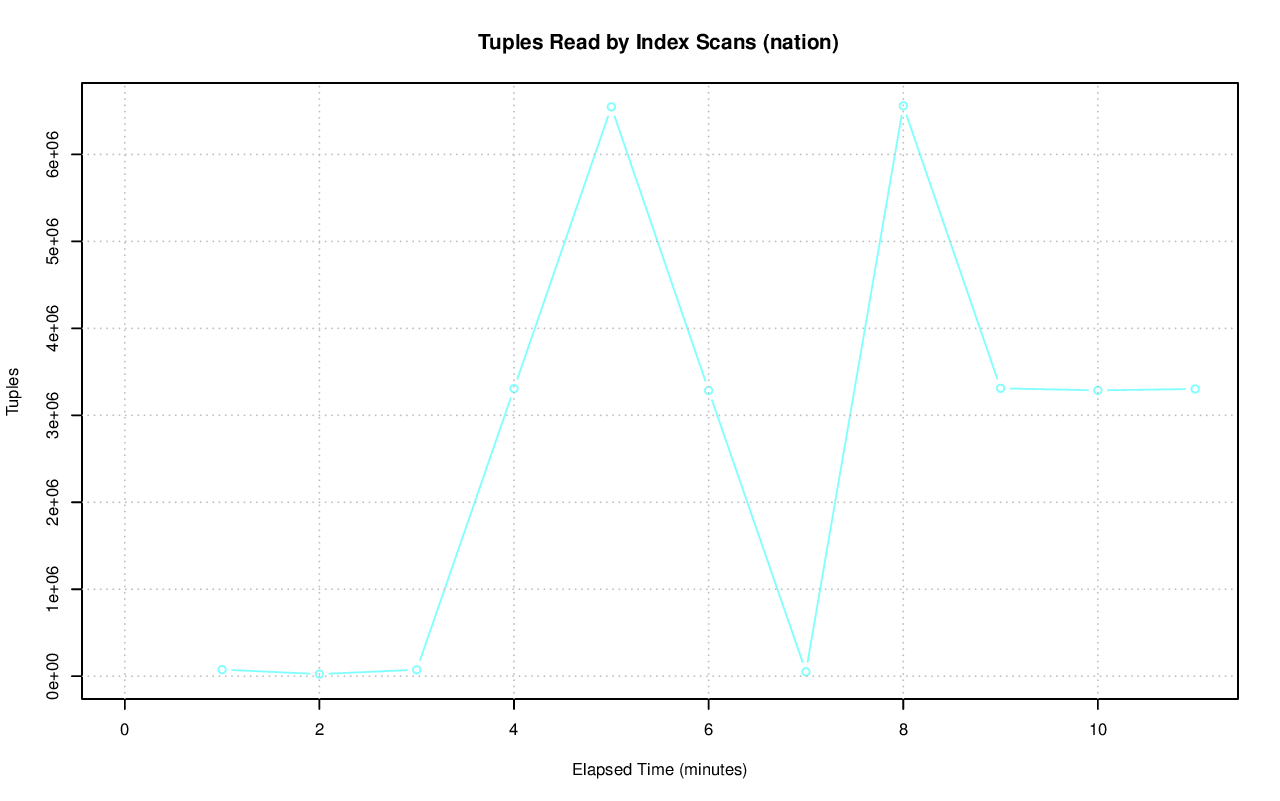 Tuples Read by Index Scans (nation)
6e+06
5e+06
4e+06
3e+06
2e+06
1e+06
0e+00
Tuples
0 2 4 6 8 10
Elapsed Time (minutes)